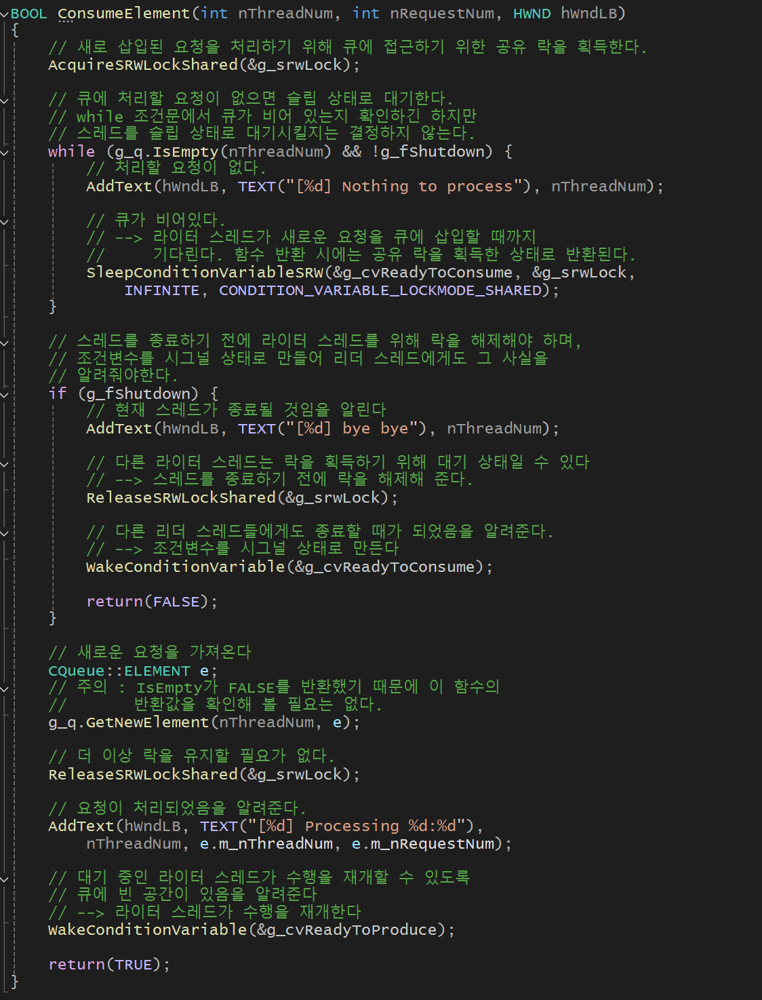 BOOL ConsumeElement(int nThreadNum, int nRequestNum, HWND hWndLB)
{
// 새로 삽입된 요청을 처리하기 위해 큐에 접근하기 위한 공유 락을 획득한다.
AcquireSRWLockShared(&g_srwLock);
// 큐에 처리할 요청이 없으면 슬립 상태로 대기한다.
// while 조건문에서 큐가 비어 있는지 확인하긴 하지만
// 스레드를 슬립 상태로 대기시킬지는 결정하지 않는다.
while (g_q.IsEmpty(nThreadNum) && !g_fShutdown) {
// 처리할 요청이 없다.
AddText(hWndLB, TEXT("[%d] Nothing to process"), nThreadNum);
// 큐가 비어있다.
// --> 라이터 스레드가 새로운 요청을 큐에 삽입할 때까지
// 기다린다. 함수 반환 시에는 공유 락을 획득한 상태로 반환된다.
SleepConditionVariableSRW(&g_cvReadyToConsume, &g_srwLock,
INFINITE, CONDITION_VARIABLE_LOCKMODE_SHARED);
}
// 스레드를 종료하기 전에 라이터 스레드를 위해 락을 해제해야 하며,
// 조건변수를 시그널 상태로 만들어 리더 스레드에게도 그 사실을
// 알려줘야한다.
if (g_fShutdown) {
// 현재 스레드가 종료될 것임을 알린다
AddText(hWndLB, TEXT("[%d] bye bye"), nThreadNum);
// 다른 라이터 스레드는 락을 획득하기 위해 대기 상태일 수 있다
// --> 스레드를 종료하기 전에 락을 해제해 준다.
ReleaseSRWLockShared(&g_srwLock);
// 다른 리더 스레드들에게도 종료할 때가 되었음을 알려준다.
// --> 조건변수를 시그널 상태로 만든다
WakeConditionVariable(&g_cvReadyToConsume);
return(FALSE);
}
// 새로운 요청을 가져온다
CQueue::ELEMENT e;
// 주의 : IsEmpty가 FALSE를 반환했기 때문에 이 함수의
// 반환값을 확인해 볼 필요는 없다.
g_q.GetNewElement(nThreadNum, e);
// 더 이상 락을 유지할 필요가 없다.
ReleaseSRWLockShared(&g_srwLock);
// 요청이 처리되었음을 알려준다.
AddText(hWndLB, TEXT("[%d] Processing %d:%d"),
nThreadNum, e.m_nThreadNum, e.m_nRequestNum);
// 대기 중인 라이터 스레드가 수행을 재개할 수 있도록
// 큐에 빈 공간이 있음을 알려준다
// --> 라이터 스레드가 수행을 재개한다
WakeConditionVariable(&g_cvReadyToProduce);
return(TRUE);
}